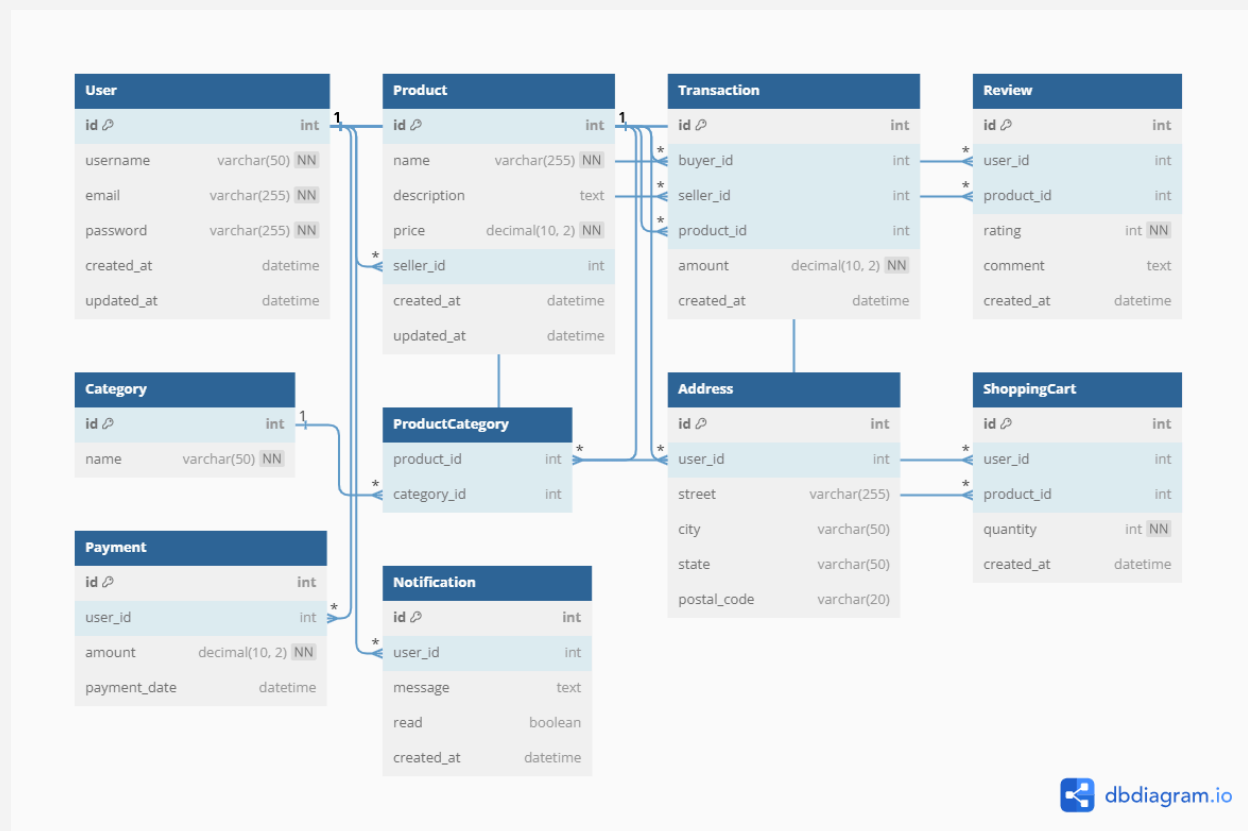 User
id int
username varchar(50) NN
email varchar(255) NN
password varchar(255) NN
created_at datetime
updated_at datetime
1
Product
id int
name varchar(255) NN
description text
price decimal(10, 2) NN
* seller_id int
created_at datetime
updated_at datetime
1
Transaction
id int
* buyer_id int
* seller_id int
* product_id int
amount decimal(10, 2) NN
created_at datetime
Review
id int
* user_id int
* product_id int
rating int NN
comment text
created_at datetime
Category
id int 1
name varchar(50) NN
ProductCategory
product_id int *
* category_id int
Address
id int
* user_id int
street varchar(255)
city varchar(50)
state varchar(50)
postal_code varchar(20)
ShoppingCart
id int
* user_id int
* product_id int
quantity int NN
created_at datetime
Payment
id int
user_id int *
amount decimal(10, 2) NN
payment_date datetime
Notification
id int
* user_id int
message text
read boolean
created_at datetime
dbdiagram.io